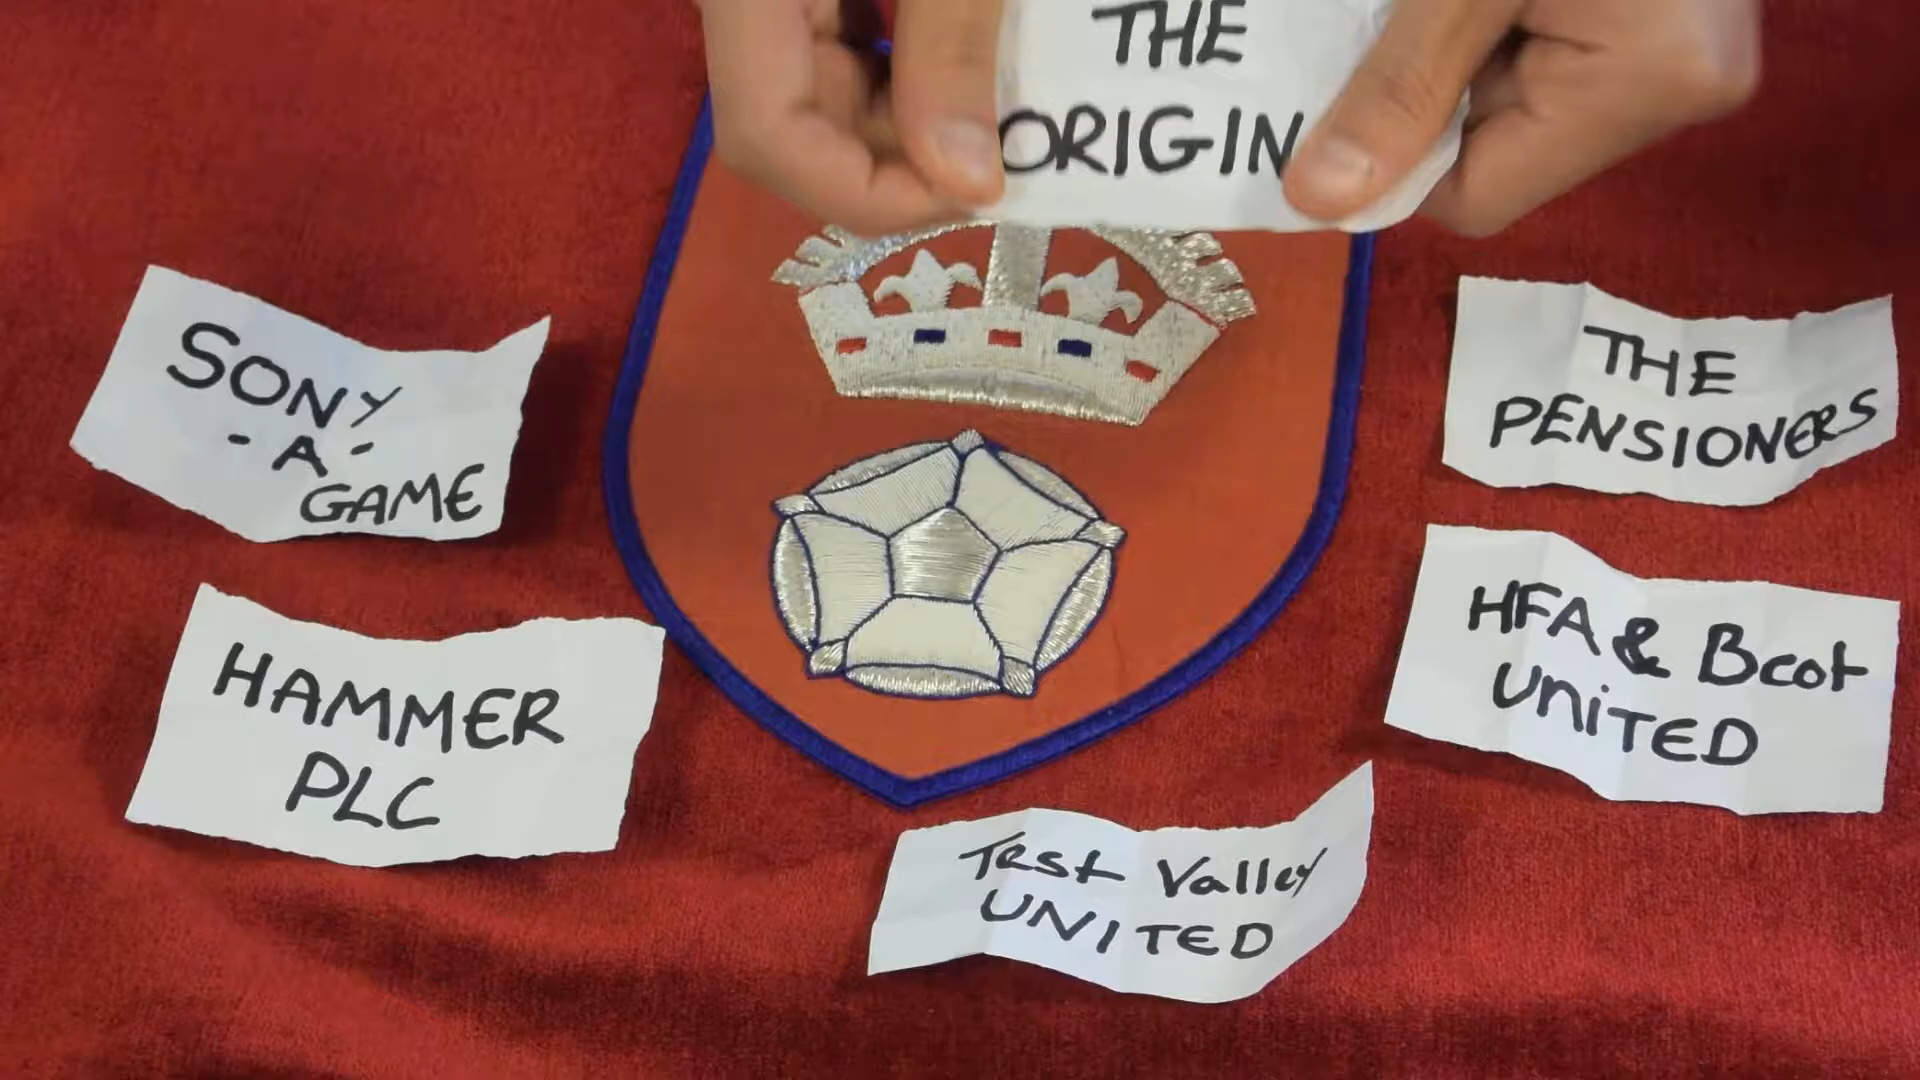 THE
ORIGIN
SONY
- A -
GAME
THE
PENSIONERS
HAMMER
PLC
HFA & Bcot
UNiTED
Test Valley
UNITED